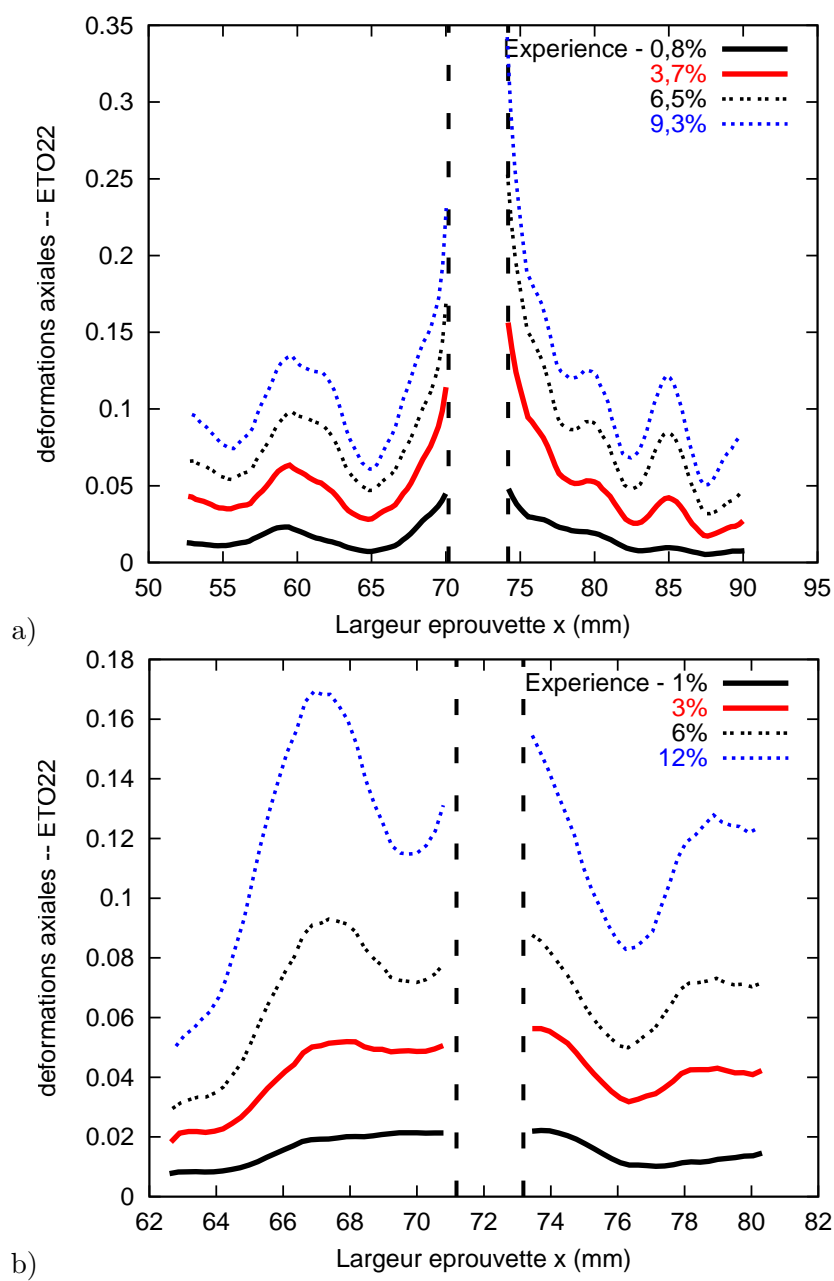 0.35
0.3
0.25
0.2
0.15
0.1
0.05
0
deformations axiales -- ETO22
Experience - 0,8%
3,7%
6,5%
9,3%
50 55 60 65 70 75 80 85 90 95
Largeur eprouvette x (mm)
a)
0.18
0.16
0.14
0.12
0.1
0.08
0.06
0.04
0.02
0
deformations axiales -- ETO22
Experience - 1%
3%
6%
12%
62 64 66 68 70 72 74 76 78 80 82
Largeur eprouvette x (mm)
b)